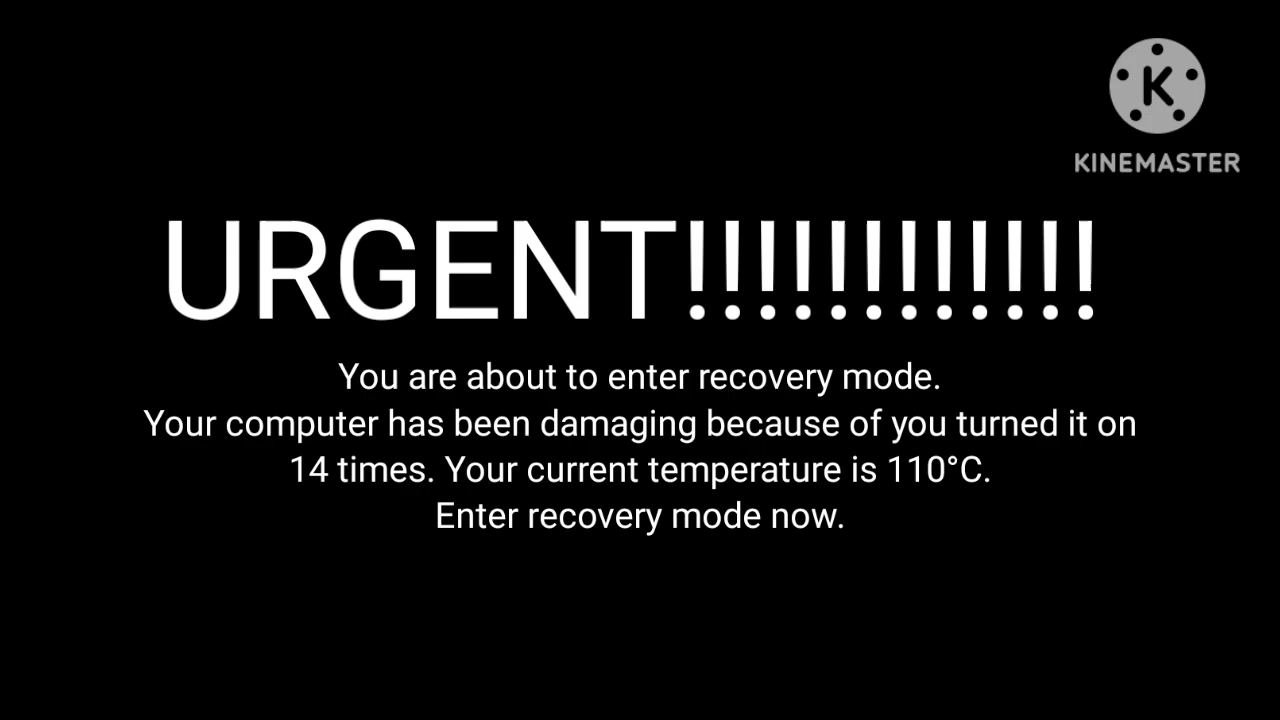 K
KINEMASTER
URGENT!!!!!!!!!!!!
You are about to enter recovery mode.
Your computer has been damaging because of you turned it on
14 times. Your current temperature is 110°C.
Enter recovery mode now.